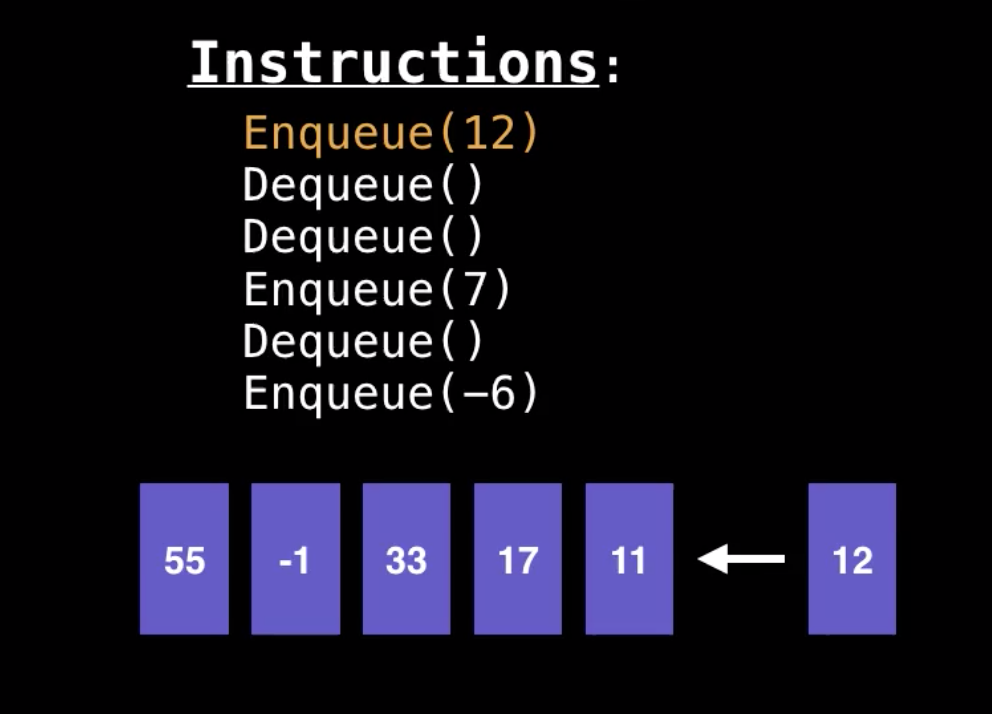 Instructions:
Enqueue(12)
Dequeue()
Dequeue()
Enqueue(7)
Dequeue()
Enqueue(−6)
55 -1 33 17 11 12